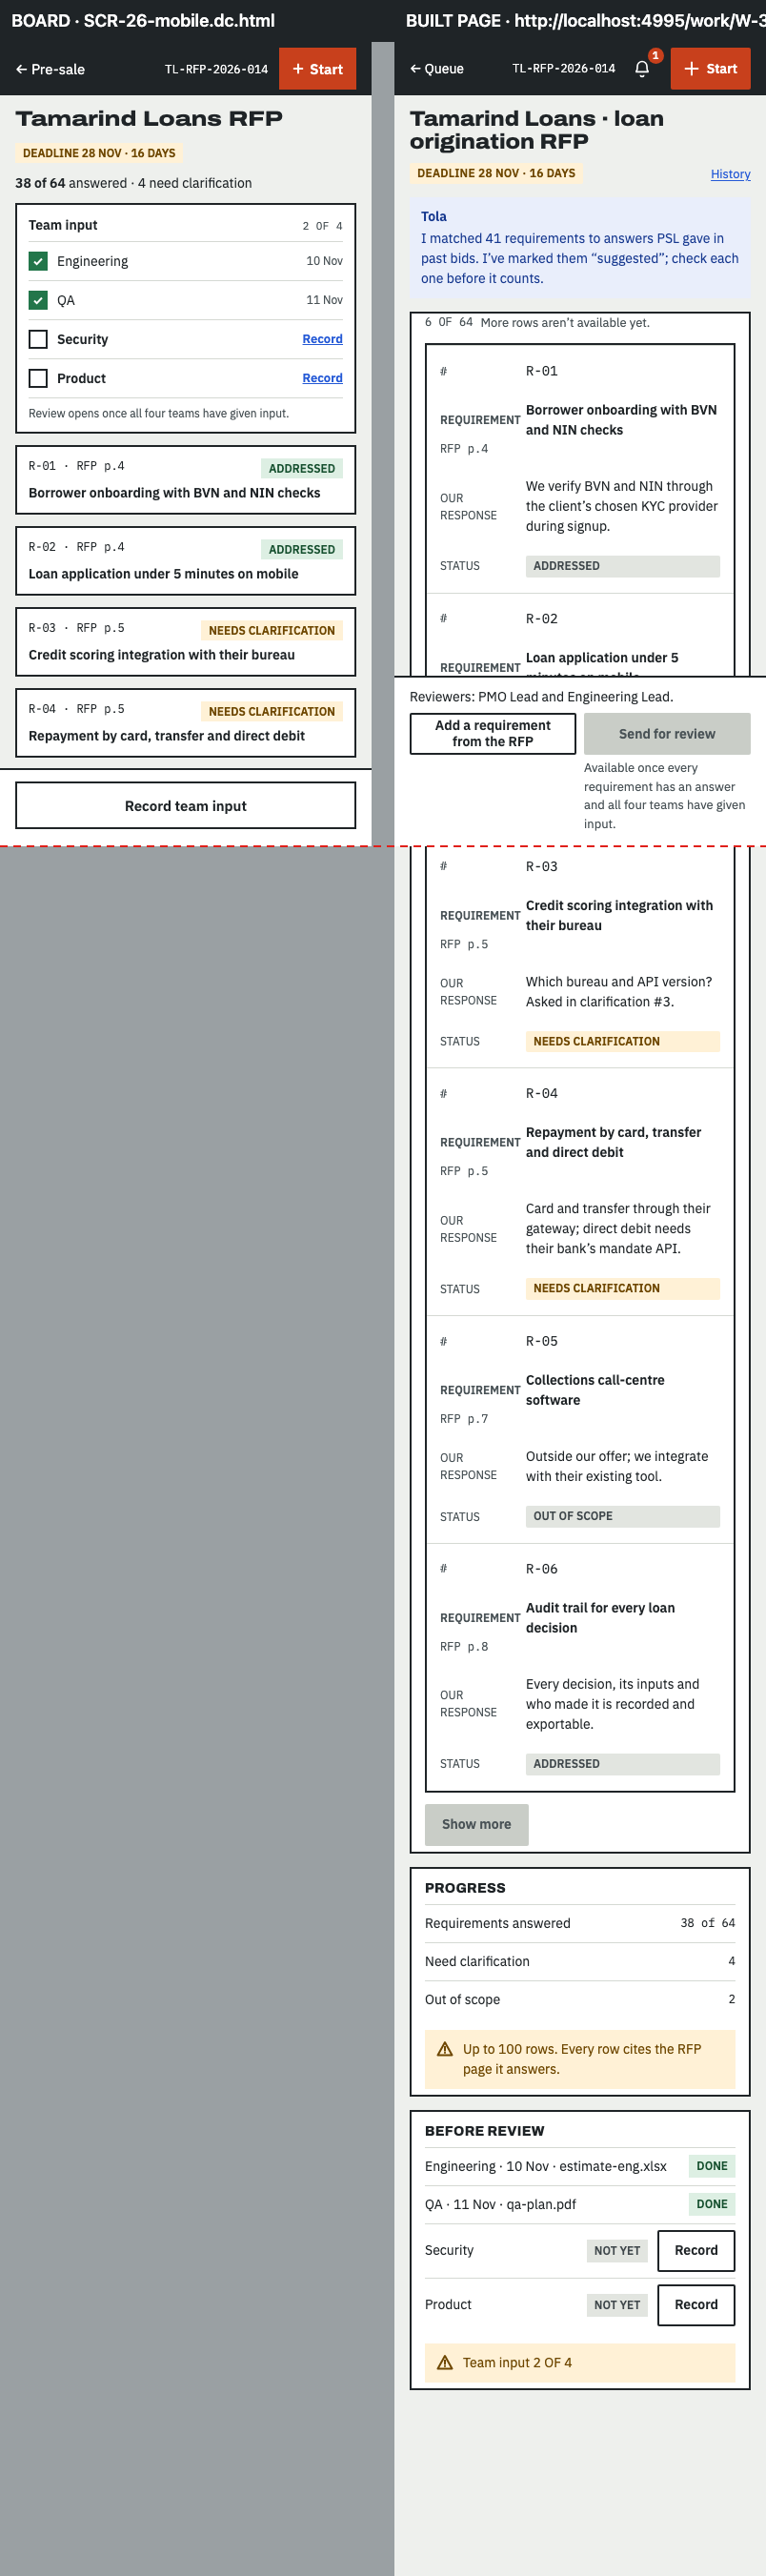 BOARD · SCR-26-mobile.dc.html
← Pre-sale
TL-RFP-2026-014
+ Start
Tamarind Loans RFP
DEADLINE 28 NOV · 16 DAYS
38 of 64 answered · 4 need clarification
Team input
2 OF 4
Engineering
10 Nov
QA
11 Nov
Security
Record
Product
Record
Review opens once all four teams have given input.
R-01 · RFP p.4
ADDRESSED
Borrower onboarding with BVN and NIN checks
R-02 · RFP p.4
ADDRESSED
Loan application under 5 minutes on mobile
R-03 · RFP p.5
NEEDS CLARIFICATION
Credit scoring integration with their bureau
R-04 · RFP p.5
NEEDS CLARIFICATION
Repayment by card, transfer and direct debit
Record team input
BUILT PAGE · http://localhost:4995/work/W-3
← Queue
TL-RFP-2026-014
1
+ Start
Tamarind Loans · loan
origination RFP
DEADLINE 28 NOV · 16 DAYS
History
Tola
I matched 41 requirements to answers PSL gave in
past bids. I’ve marked them “suggested”; check each
one before it counts.
6 OF 64 More rows aren’t available yet.
#
R-01
REQUIREMENT
Borrower onboarding with BVN
and NIN checks
RFP p.4
OUR
RESPONSE
We verify BVN and NIN through
the client’s chosen KYC provider
during signup.
STATUS
ADDRESSED
#
R-02
REQUIREMENT
Loan application under 5
minutes on mobile
Reviewers: PMO Lead and Engineering Lead.
Add a requirement
from the RFP
Send for review
Available once every
requirement has an answer
and all four teams have given
input.
#
R-03
REQUIREMENT
Credit scoring integration with
their bureau
RFP p.5
OUR
RESPONSE
Which bureau and API version?
Asked in clarification #3.
STATUS
NEEDS CLARIFICATION
#
R-04
REQUIREMENT
Repayment by card, transfer
and direct debit
RFP p.5
OUR
RESPONSE
Card and transfer through their
gateway; direct debit needs
their bank’s mandate API.
STATUS
NEEDS CLARIFICATION
#
R-05
REQUIREMENT
Collections call-centre
software
RFP p.7
OUR
RESPONSE
Outside our offer; we integrate
with their existing tool.
STATUS
OUT OF SCOPE
#
R-06
REQUIREMENT
Audit trail for every loan
decision
RFP p.8
OUR
RESPONSE
Every decision, its inputs and
who made it is recorded and
exportable.
STATUS
ADDRESSED
Show more
PROGRESS
Requirements answered
38 of 64
Need clarification
4
Out of scope
2
Up to 100 rows. Every row cites the RFP
page it answers.
BEFORE REVIEW
Engineering · 10 Nov · estimate-eng.xlsx
DONE
QA · 11 Nov · qa-plan.pdf
DONE
Security
NOT YET
Record
Product
NOT YET
Record
Team input 2 OF 4